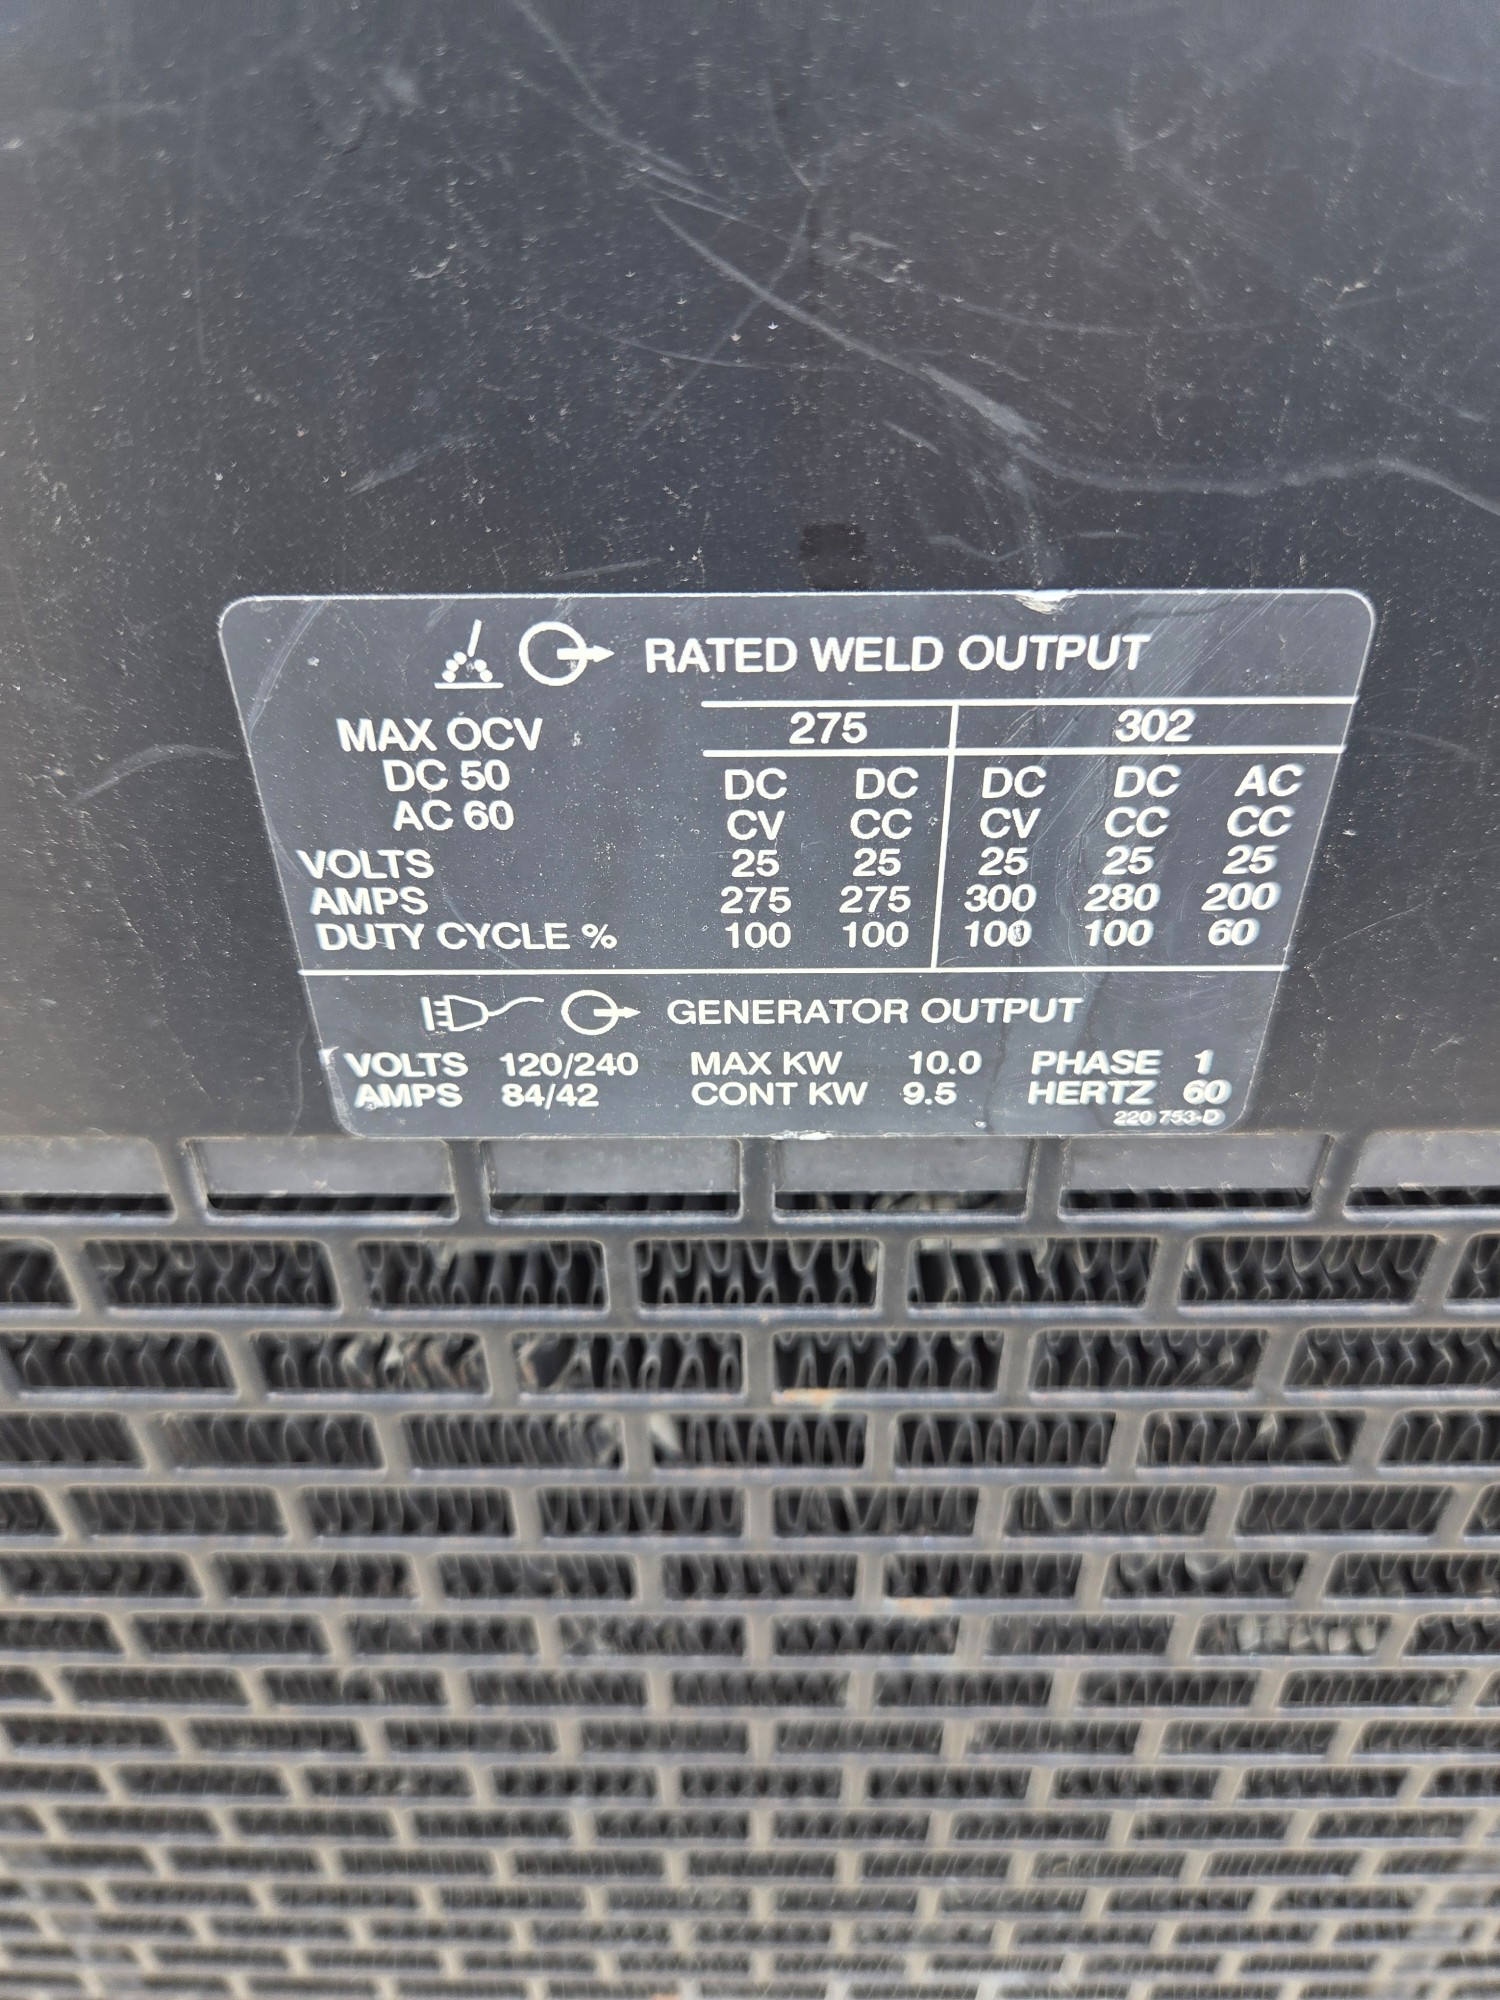 RATED WELD OUTPUT
275 302
MAX OCV
DC 50
AC 60
DC DC DC DC AC
CV CC CV CC CC
VOLTS 25 25 25 25 25
AMPS 275 275 300 280 200
DUTY CYCLE % 100 100 100 100 60
GENERATOR OUTPUT
VOLTS 120/240 MAX KW 10.0 PHASE 1
AMPS 84/42 CONT KW 9.5 HERTZ 60
220 753-D